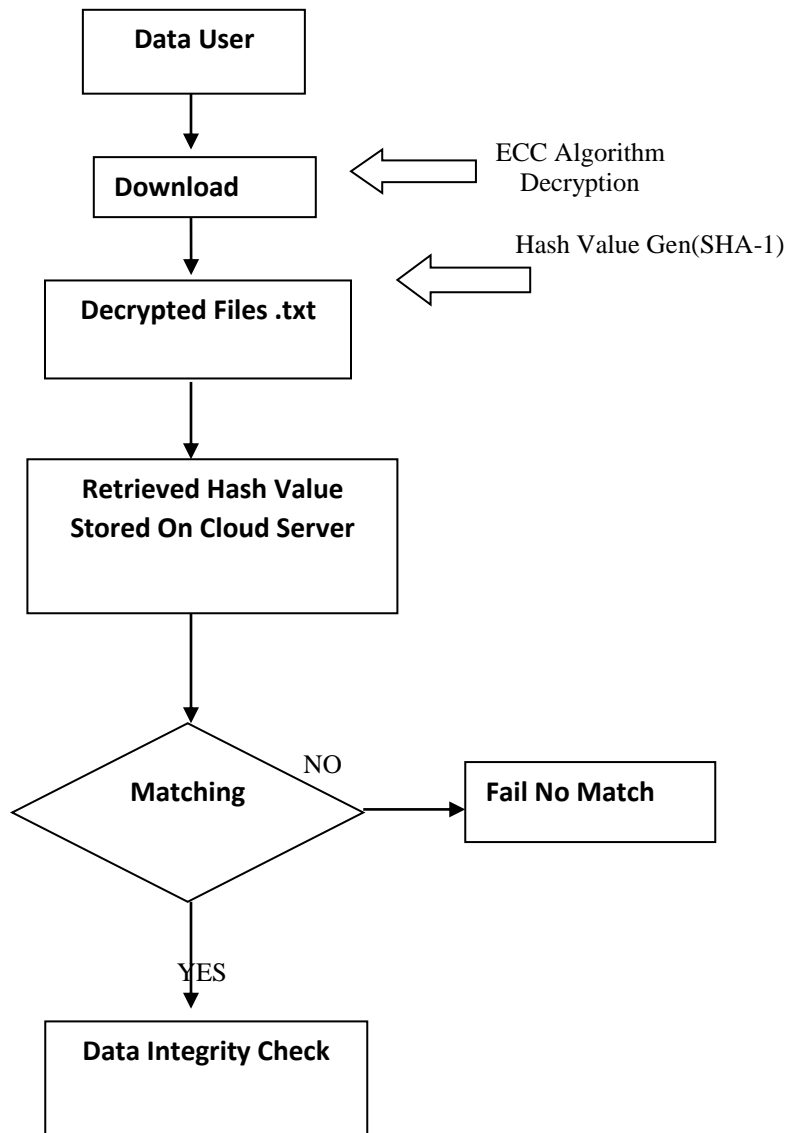 Data User
ECC Algorithm
Decryption
Download
Hash Value Gen(SHA-1)
Decrypted Files .txt
Retrieved Hash Value
Stored On Cloud Server
NO
Matching
Fail No Match
YES
Data Integrity Check